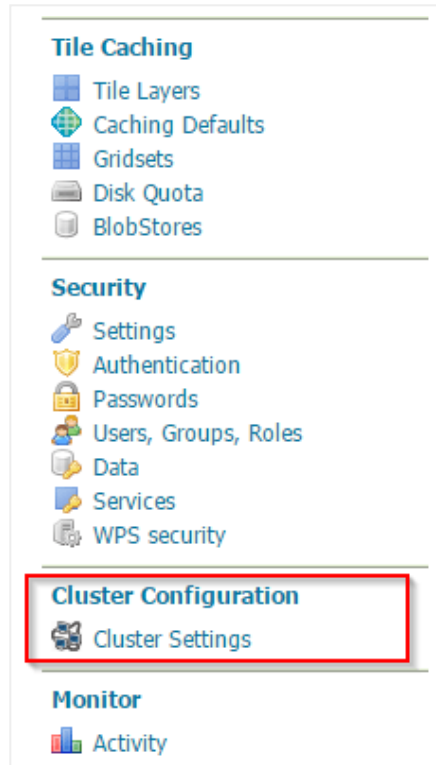 Tile Caching
Tile Layers
Caching Defaults
Gridsets
Disk Quota
BlobStores
Security
Settings
Authentication
Passwords
Users, Groups, Roles
Data
Services
WPS security
Cluster Configuration
Cluster Settings
Monitor
Activity